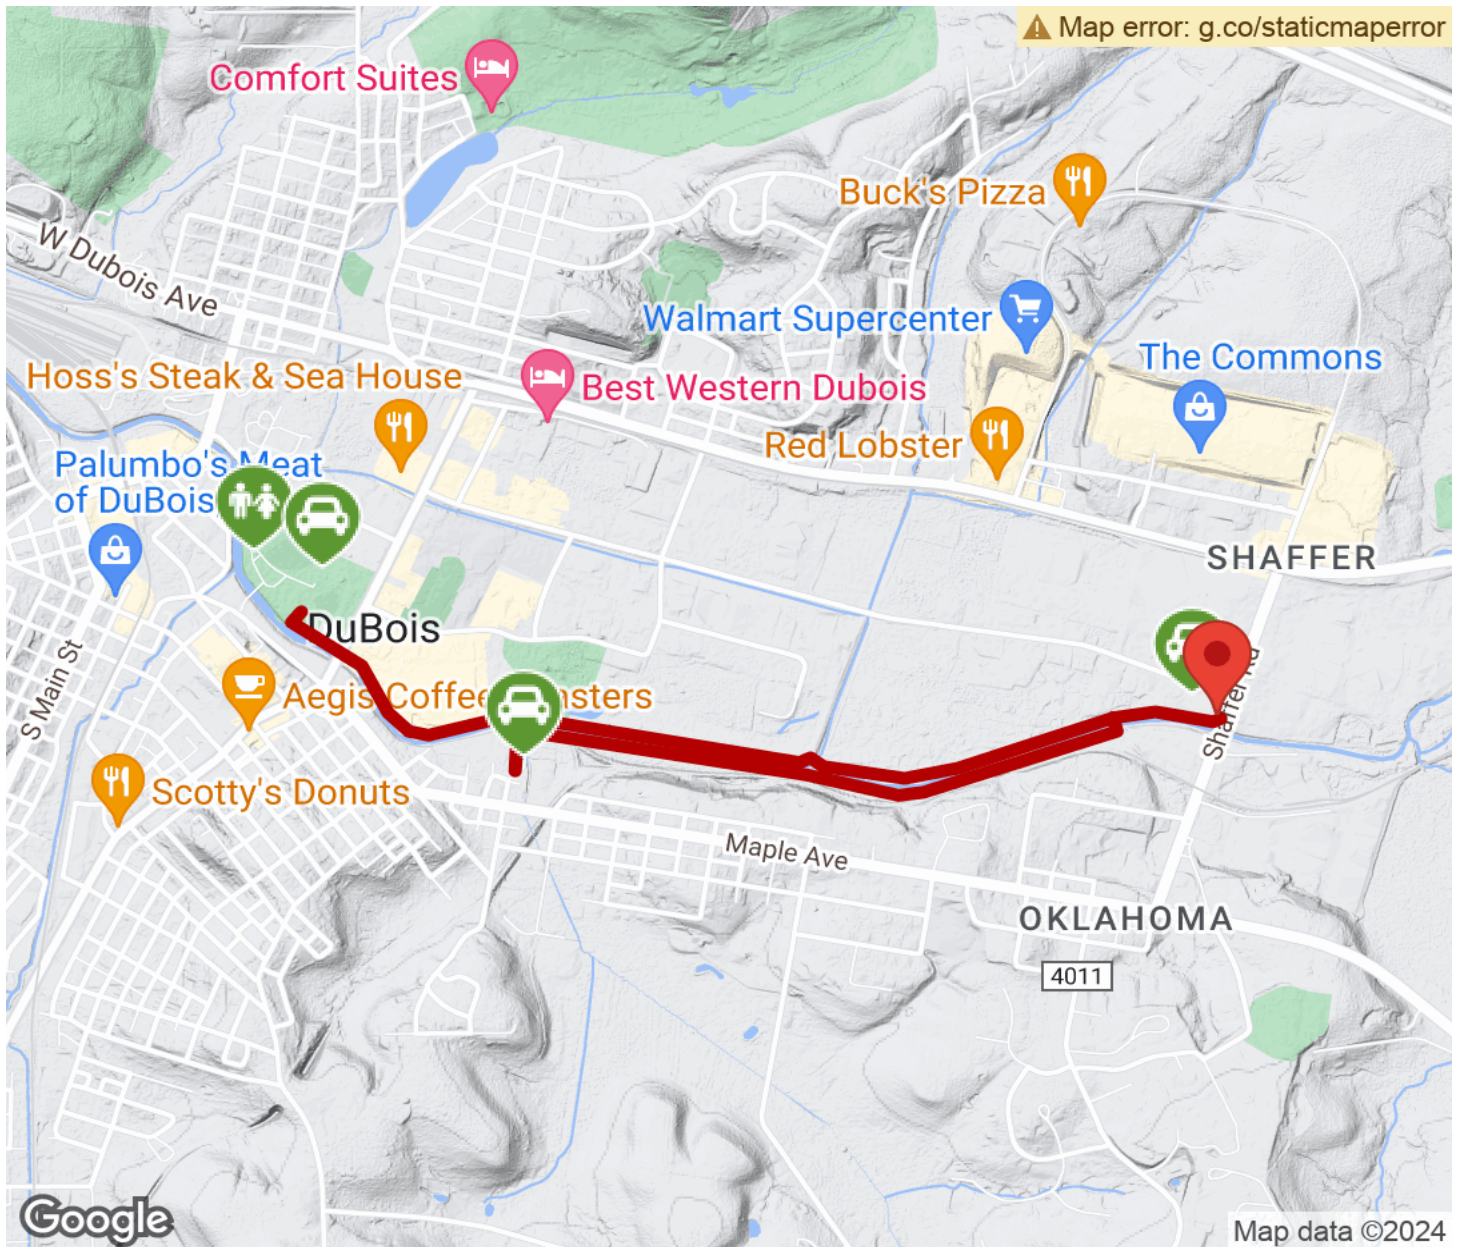 Map error: g.co/staticmaperror
Comfort Suites
Buck's Pizza
W Dubois Ave
Walmart Supercenter
The Commons
Hoss's Steak & Sea House
Best Western Dubois
Red Lobster
Palumbo's Meat
of DuBois
SHAFFER
DuBois
S Main St
Aegis Coffee
Shaffer Rd
Scotty's Donuts
Maple Ave
OKLAHOMA
4011
Google
Map data ©2024